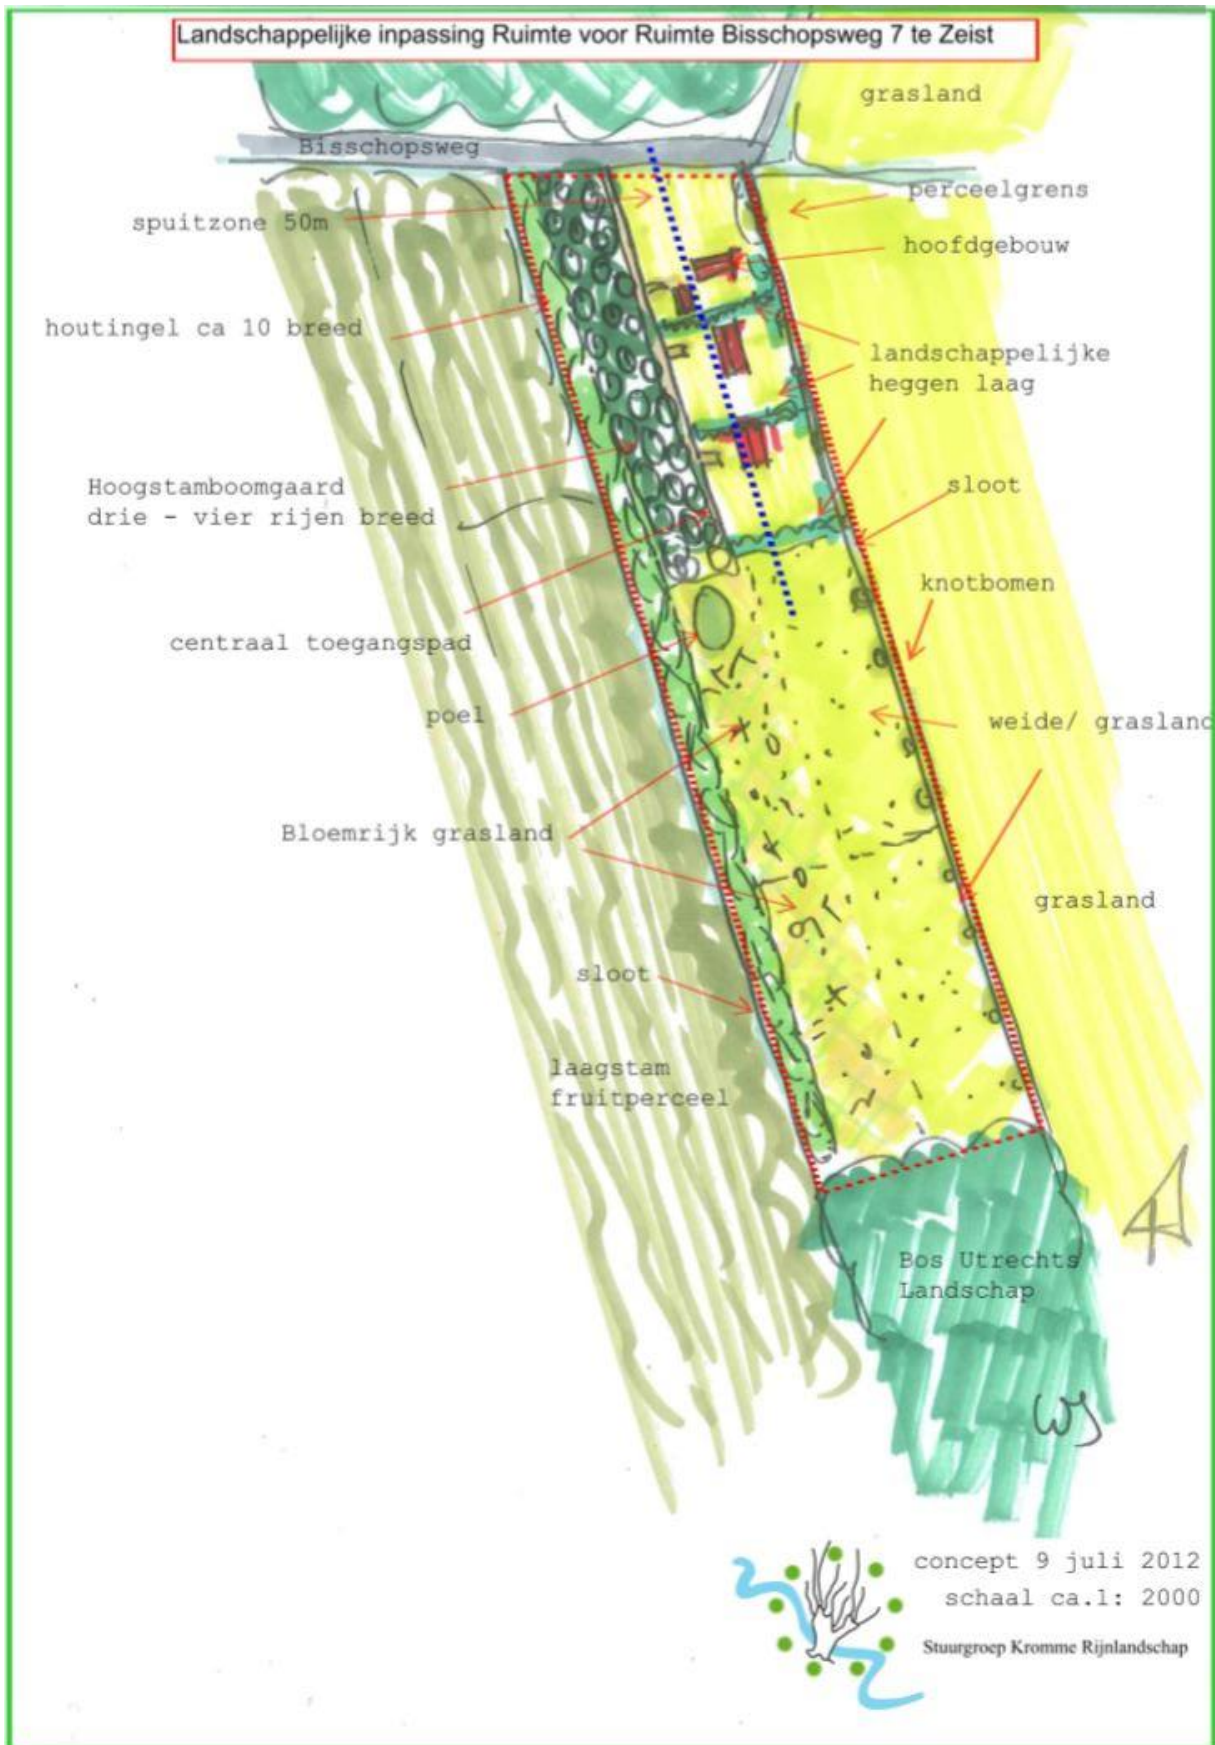 Landschappelijke inpassing Ruimte voor Ruimte Bisschopsweg 7 te Zeist
grasland
Bisschopsweg
perceelgrens
spuitzone 50m
hoofdgebouw
houtingel ca 10 breed
landschappelijke
heggen laag
Hoogstamboomgaard
drie - vier rijen breed
sloot
knotbomen
centraal toegangspad
poel
weide/ grasland
Bloemrijk grasland
grasland
sloot
laagstam
fruitperceel
Bos Utrechts
Landschap
concept 9 juli 2012
schaal ca.1: 2000
Stuurgroep Kromme Rijnlandschap